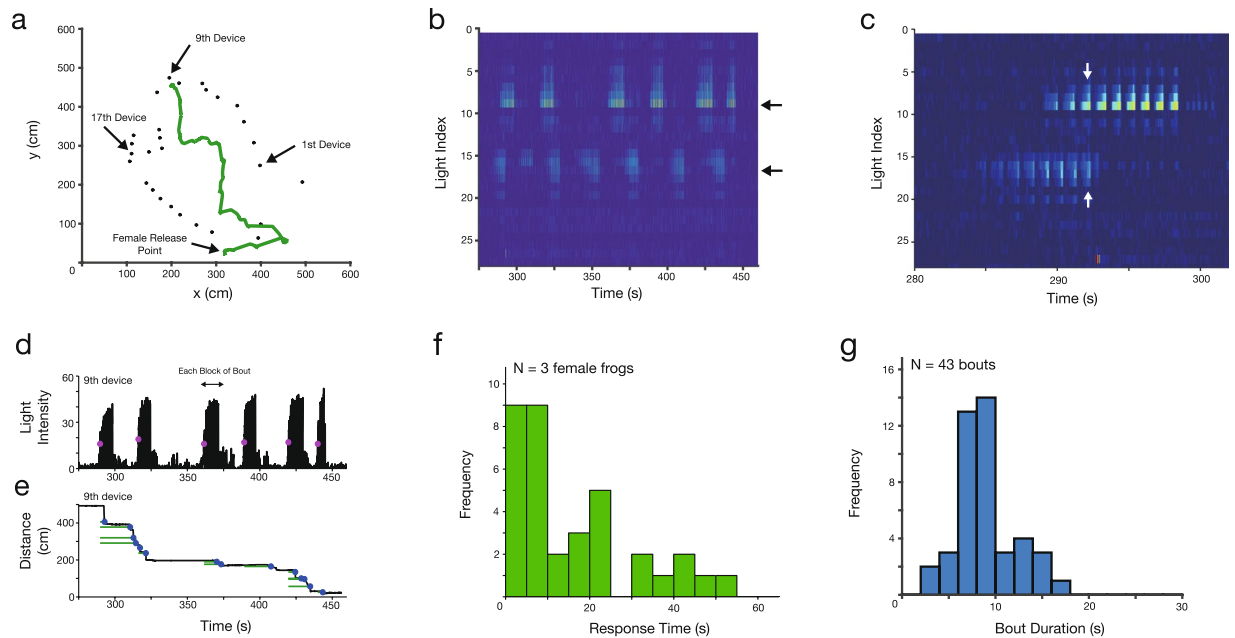 a
600
500
400
300
200
100
0
y (cm)
0
100
200
300
400
500
600
x (cm)
9th Device
17th Device
1st Device
Female Release
Point
b
0
5
10
15
20
25
Light Index
300
350
400
450
Time (s)
c
0
5
10
15
20
25
Light Index
280
290
300
Time (s)
d
60
30
0
Light
Intensity
9th device
Each Block of Bout
300
350
400
450
e
9th device
400
200
0
Distance
(cm)
300
350
400
450
Time (s)
f
N = 3 female frogs
10
8
6
4
2
Frequency
0
20
40
60
Response Time (s)
g
N = 43 bouts
16
12
8
4
0
Frequency
0
10
20
30
Bout Duration (s)